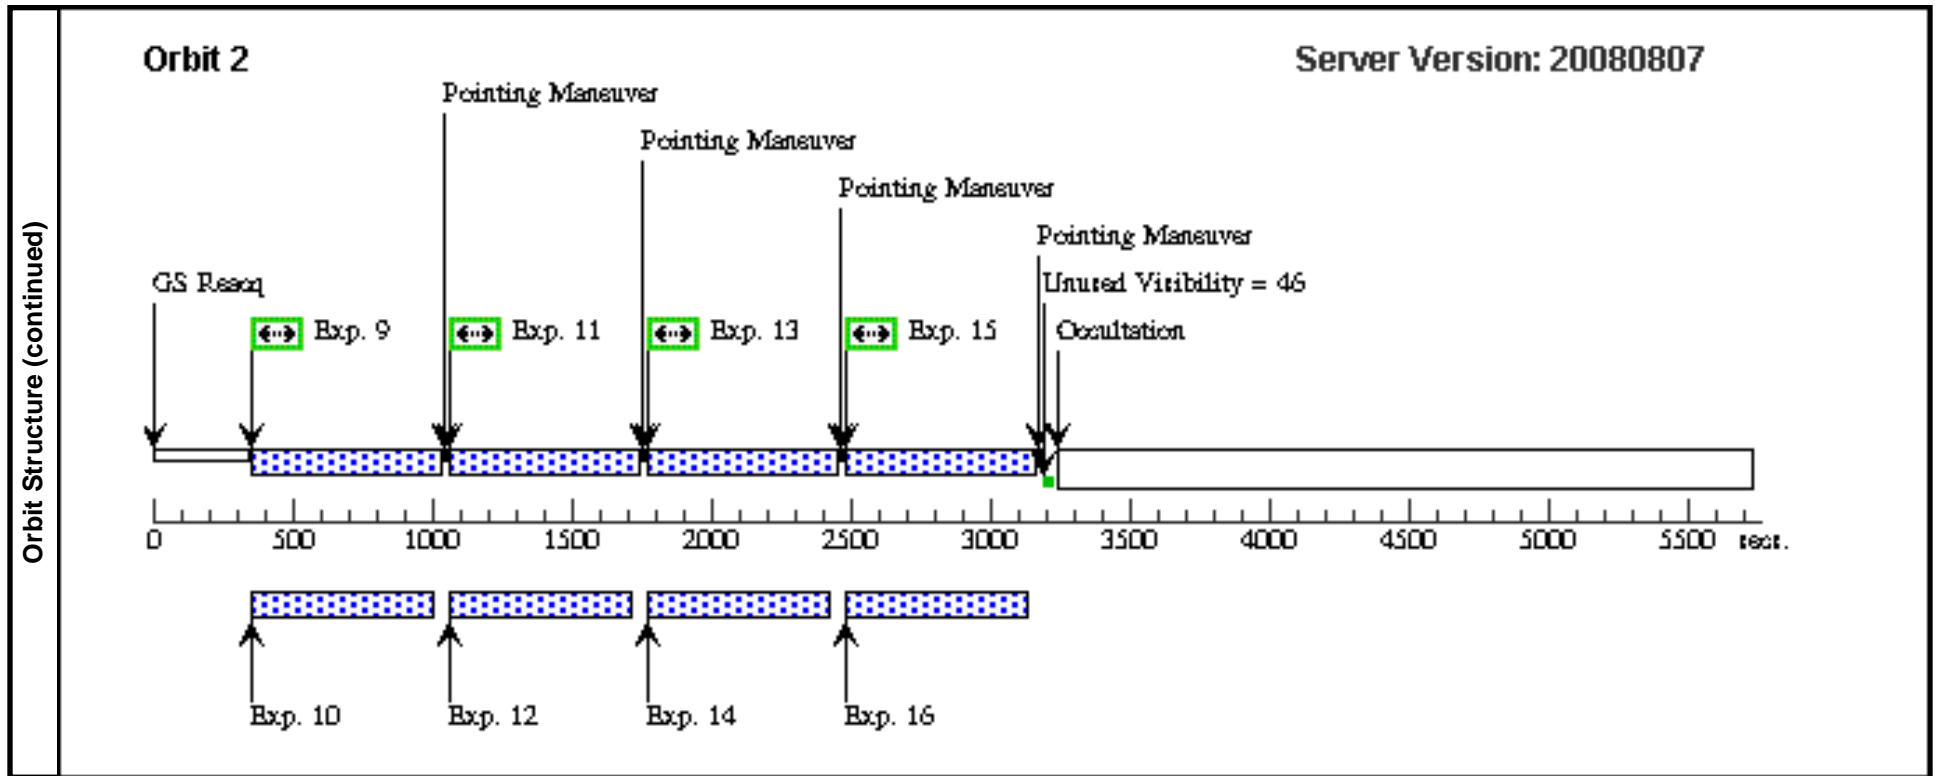 Orbit Structure (continued)
Orbit 2
Server Version: 20080807
Pointing Maneuver
Pointing Maneuver
Pointing Maneuver
Pointing Maneuver
GS Reacq
Unused Visibility = 46
Exp. 9
Exp. 11
Exp. 13
Exp. 15
Occultation
0 500 1000 1500 2000 2500 3000 3500 4000 4500 5000 5500 secs.
Exp. 10
Exp. 12
Exp. 14
Exp. 16